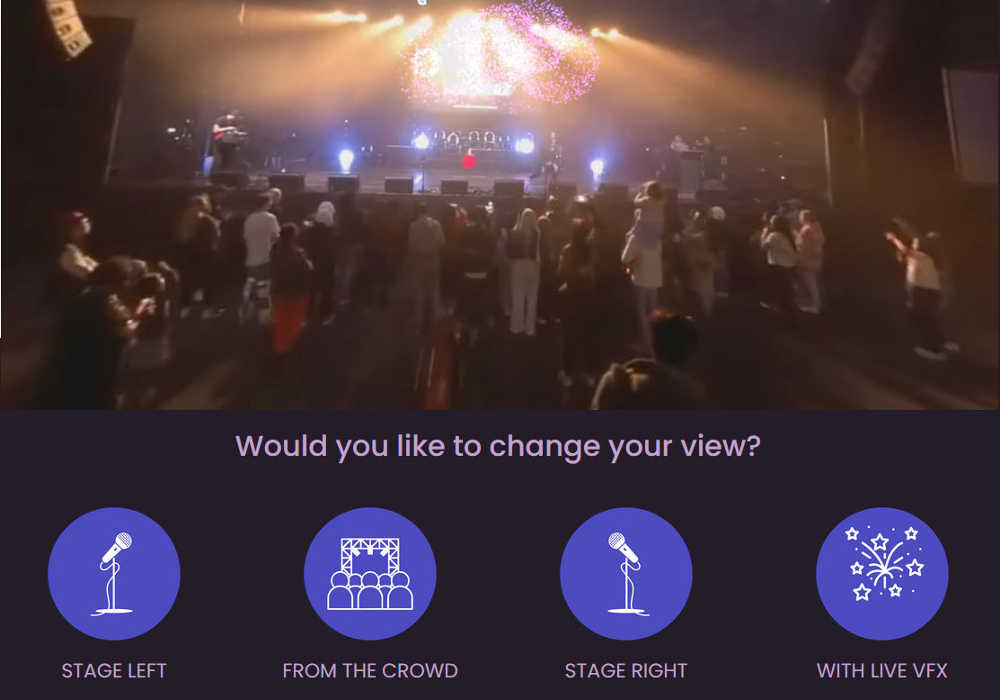 Would you like to change your view?
STAGE LEFT
FROM THE CROWD
STAGE RIGHT
WITH LIVE VFX